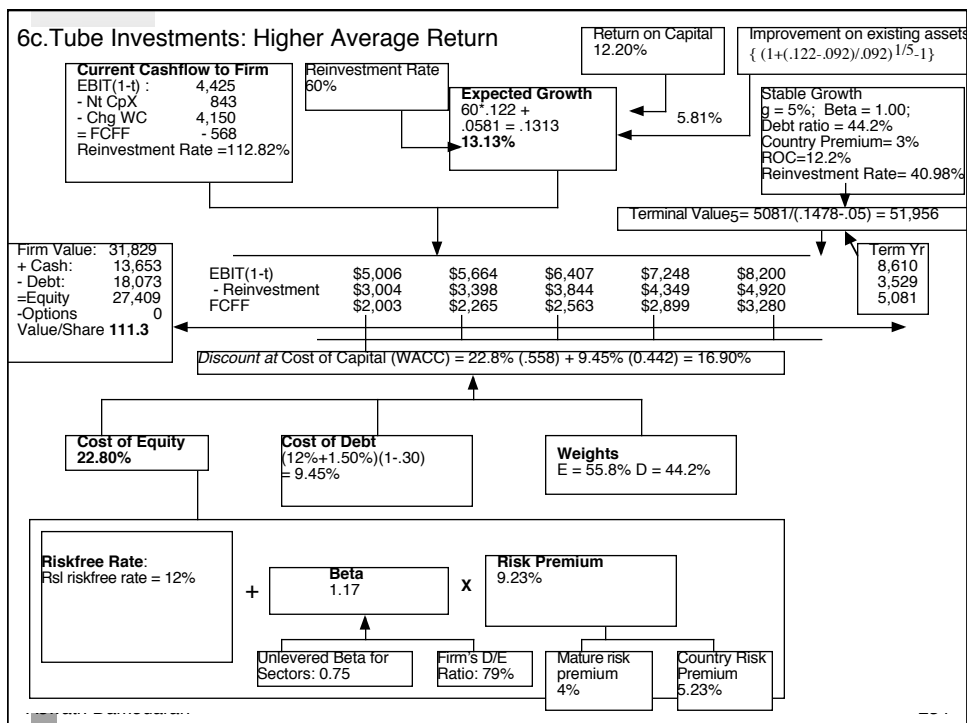 6c.Tube Investments: Higher Average Return
Return on Capital
12.20%
Improvement on existing assets
{ (1+(.122-.092)/.092)1/5-1}
Current Cashflow to Firm
EBIT(1-t) : 4,425
- Nt CpX 843
- Chg WC 4,150
= FCFF - 568
Reinvestment Rate =112.82%
Reinvestment Rate
60%
Expected Growth
60*.122 +
.0581 = .1313
13.13%
5.81%
Stable Growth
g = 5%; Beta = 1.00;
Debt ratio = 44.2%
Country Premium= 3%
ROC=12.2%
Reinvestment Rate= 40.98%
Terminal Value5= 5081/(.1478-.05) = 51,956
Firm Value: 31,829
+ Cash: 13,653
- Debt: 18,073
=Equity 27,409
-Options 0
Value/Share 111.3
EBIT(1-t) $5,006 $5,664 $6,407 $7,248 $8,200
- Reinvestment $3,004 $3,398 $3,844 $4,349 $4,920
FCFF $2,003 $2,265 $2,563 $2,899 $3,280
Term Yr
8,610
3,529
5,081
Discount at Cost of Capital (WACC) = 22.8% (.558) + 9.45% (0.442) = 16.90%
Cost of Equity
22.80%
Cost of Debt
(12%+1.50%)(1-.30)
= 9.45%
Weights
E = 55.8% D = 44.2%
Riskfree Rate:
Rsl riskfree rate = 12%
+
Beta
1.17
X
Risk Premium
9.23%
Unlevered Beta for
Sectors: 0.75
Firm's D/E
Ratio: 79%
Mature risk
premium
4%
Country Risk
Premium
5.23%